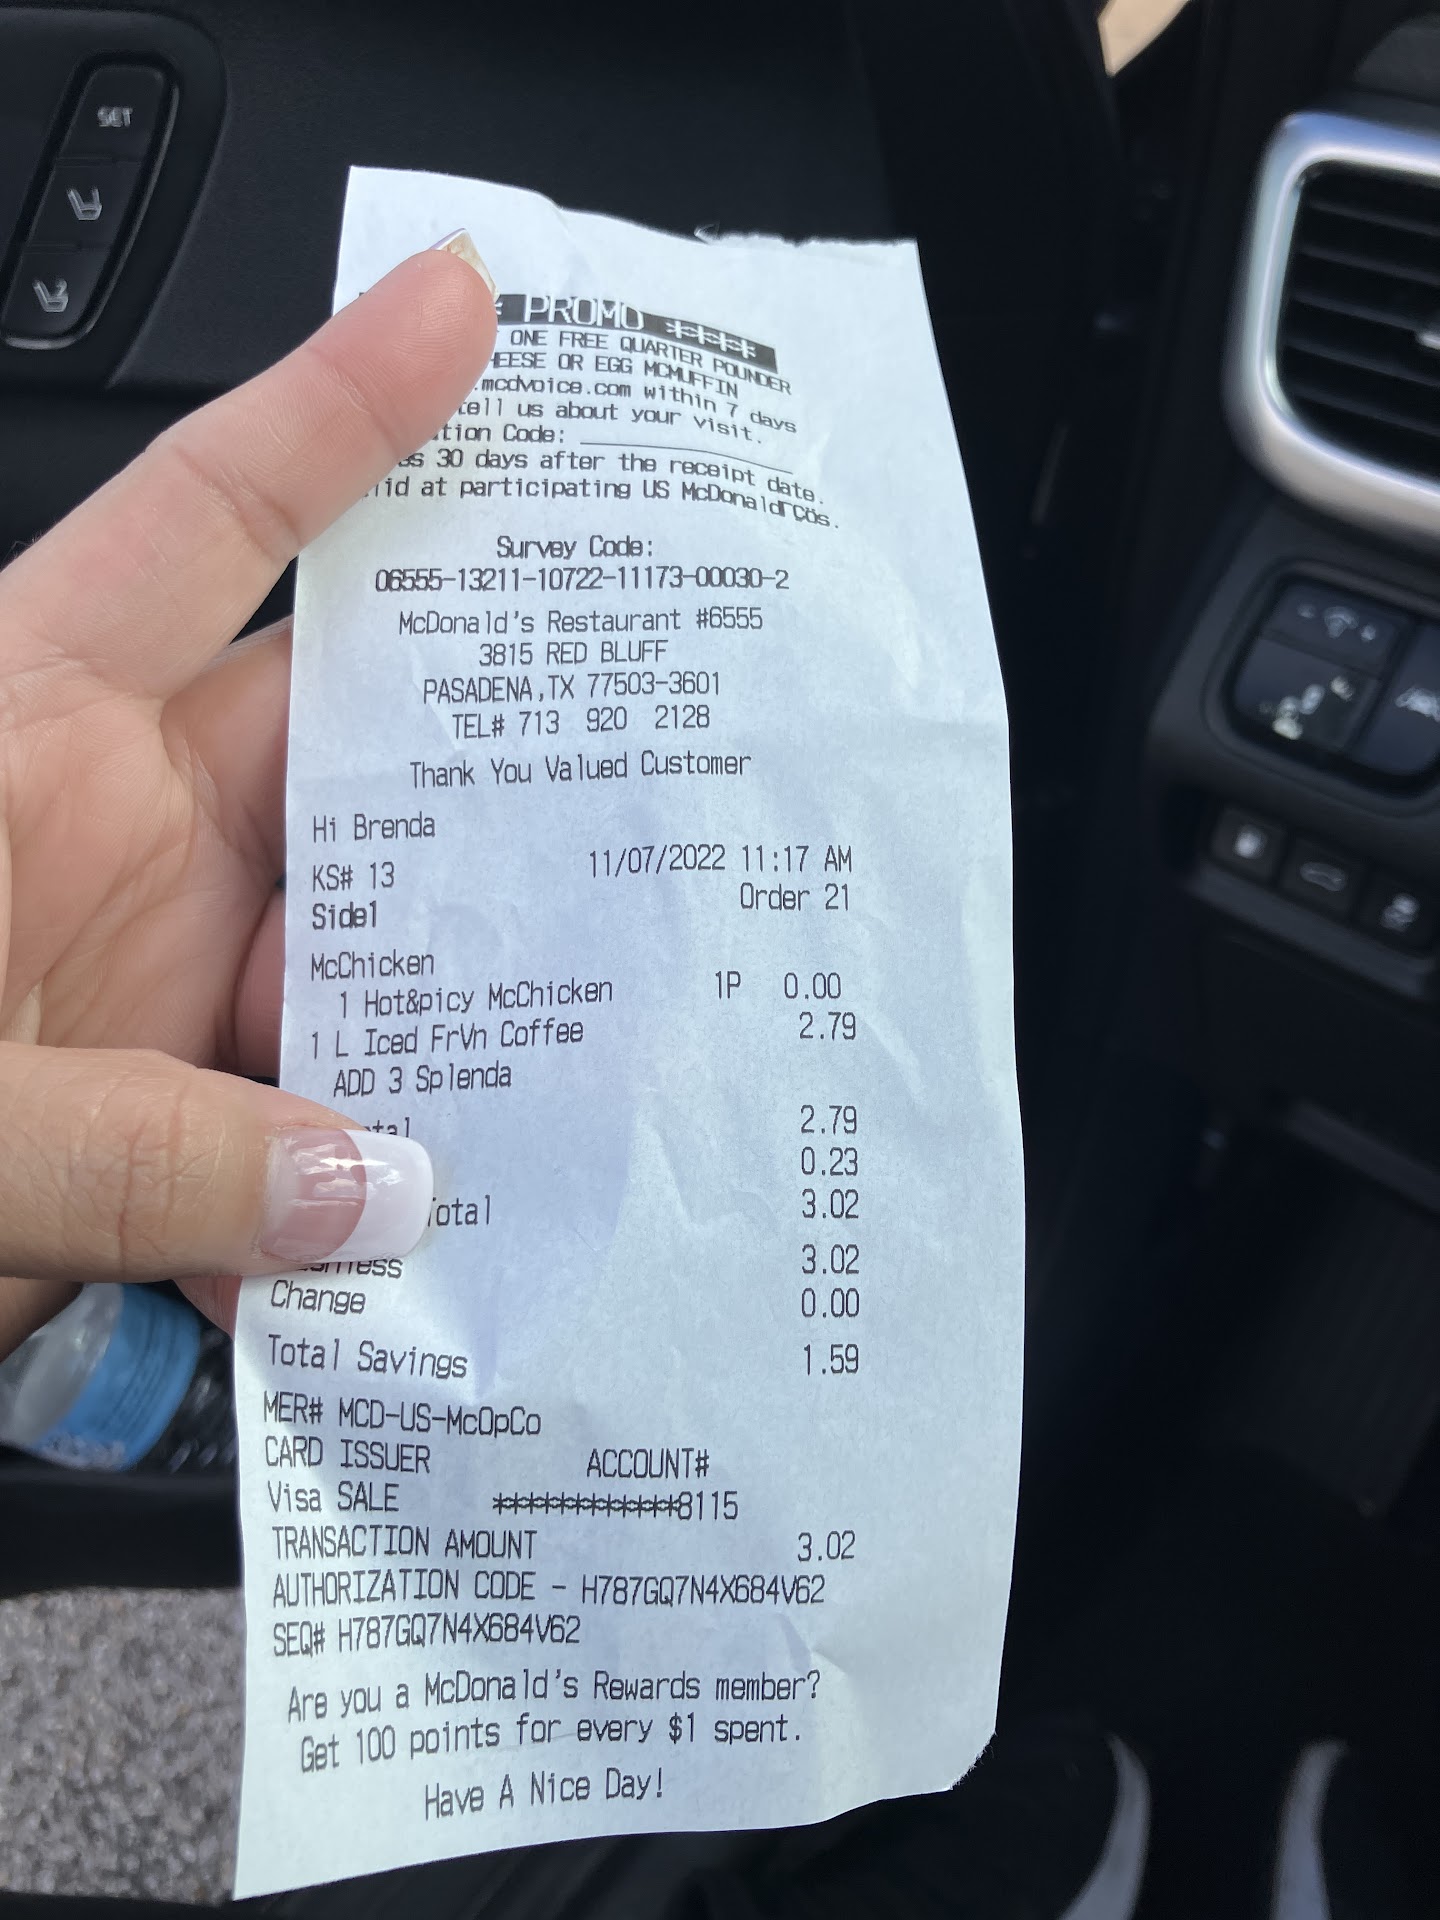 SET
PROMO ****
ONE FREE QUARTER POUNDER
OR EGG MCMUFFIN
.mcdvoice.com within 7 days
tell us about your visit.
Code: ____________
30 days after the receipt date.
at participating US McDonald's.
Survey Code:
06555-13211-10722-11173-00030-2
McDonald's Restaurant #6555
3815 RED BLUFF
PASADENA,TX 77503-3601
TEL# 713 920 2128
Thank You Valued Customer
Hi Brenda
KS# 13 11/07/2022 11:17 AM
Side1 Order 21
McChicken
1 Hot&picy McChicken 1P 0.00
1 L Iced FrVn Coffee 2.79
ADD 3 Splenda
2.79
0.23
Total 3.02
3.02
Change 0.00
Total Savings 1.59
MER# MCD-US-McOpCo
CARD ISSUER ACCOUNT#
Visa SALE ************8115
TRANSACTION AMOUNT 3.02
AUTHORIZATION CODE - H787GQ7N4X684V62
SEQ# H787GQ7N4X684V62
Are you a McDonald's Rewards member?
Get 100 points for every $1 spent.
Have A Nice Day!